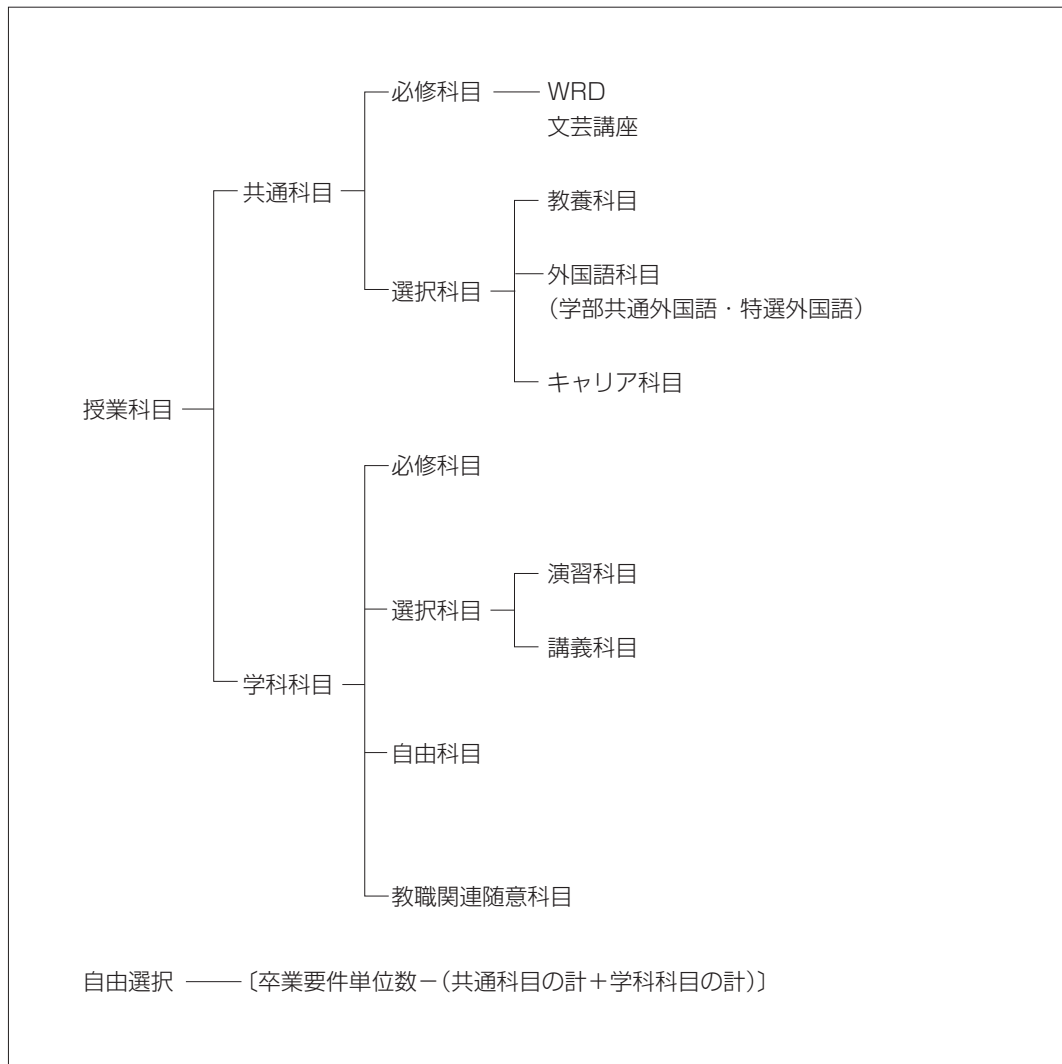 必修科目
WRD
文芸講座
共通科目
教養科目
選択科目
外国語科目
(学部共通外国語・特選外国語)
キャリア科目
授業科目
必修科目
演習科目
選択科目
講義科目
学科科目
自由科目
教職関連随意科目
自由選択 〔卒業要件単位数−(共通科目の計+学科科目の計)〕